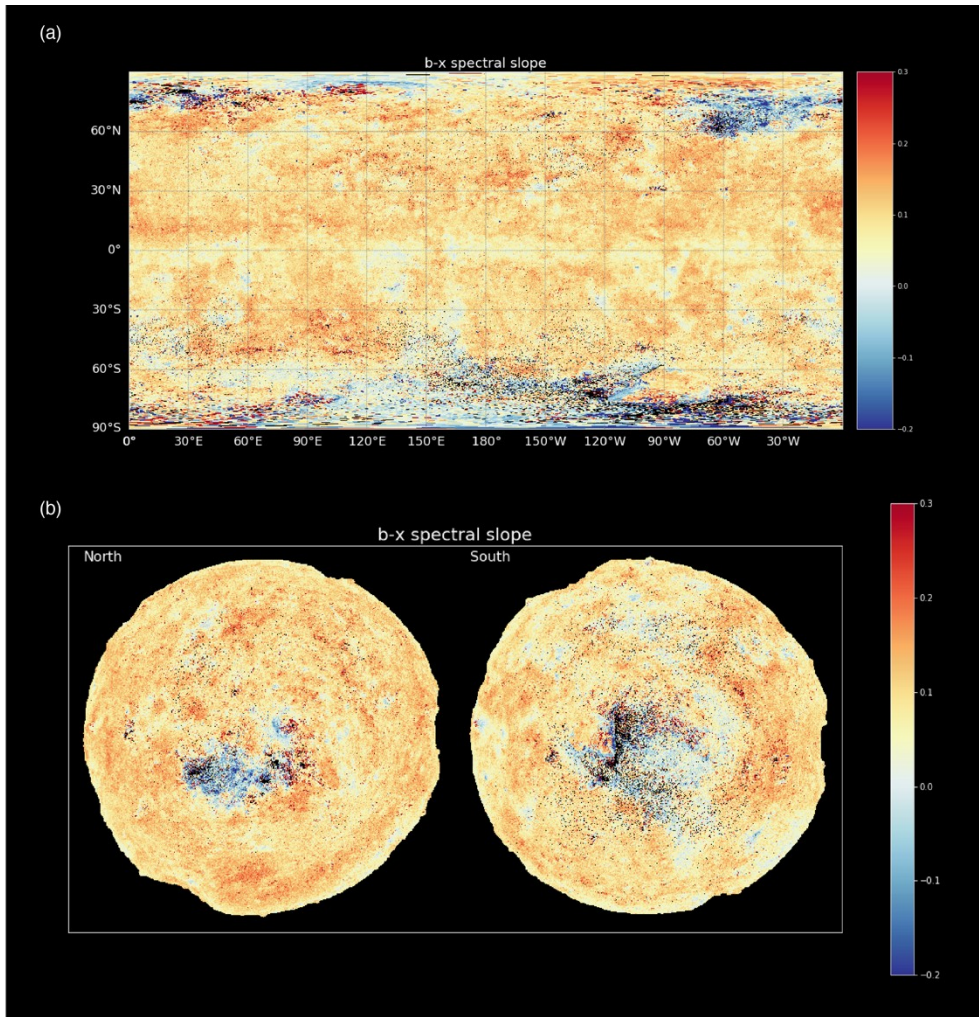 (a)
b-x spectral slope
0.3
60°N
0.2
30°N
0.1
0°
0.0
30°S
−0.1
60°S
90°S
−0.2
0° 30°E 60°E 90°E 120°E 150°E 180° 150°W 120°W 90°W 60°W 30°W
(b)
b-x spectral slope
North South
0.3
0.2
0.1
0.0
−0.1
−0.2